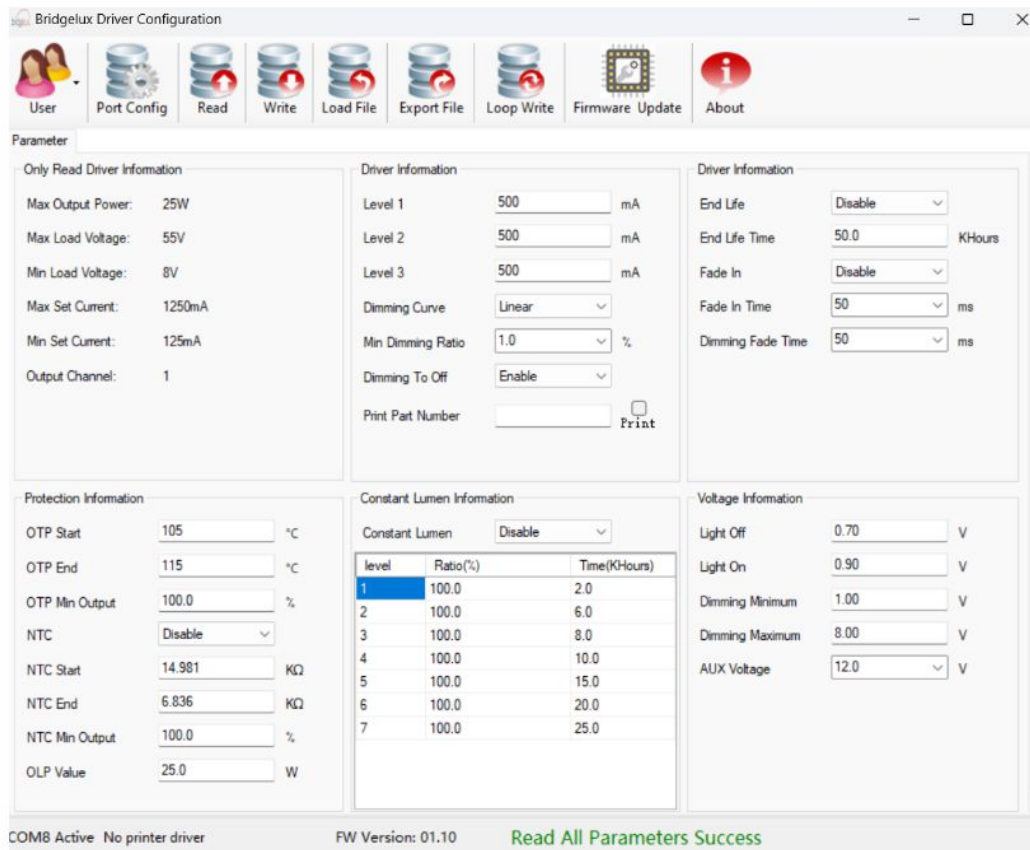 Bridgelux Driver Configuration
User Port Config Read Write Load File Export File Loop Write Firmware Update About
Parameter
Only Read Driver Information
Max Output Power: 25W
Max Load Voltage: 55V
Min Load Voltage: 8V
Max Set Current: 1250mA
Min Set Current: 125mA
Output Channel: 1
Driver Information
Level 1 500 mA
Level 2 500 mA
Level 3 500 mA
Dimming Curve Linear
Min Dimming Ratio 1.0 %
Dimming To Off Enable
Print Part Number Print
Driver Information
End Life Disable
End Life Time 50.0 KHours
Fade In Disable
Fade In Time 50 ms
Dimming Fade Time 50 ms
Protection Information
OTP Start 105 °C
OTP End 115 °C
OTP Min Output 100.0 %
NTC Disable
NTC Start 14.981 KΩ
NTC End 6.836 KΩ
NTC Min Output 100.0 %
OLP Value 25.0 W
Constant Lumen Information
Constant Lumen Disable
level Ratio(%) Time(KHours)
1 100.0 2.0
2 100.0 6.0
3 100.0 8.0
4 100.0 10.0
5 100.0 15.0
6 100.0 20.0
7 100.0 25.0
Voltage Information
Light Off 0.70 V
Light On 0.90 V
Dimming Minimum 1.00 V
Dimming Maximum 8.00 V
AUX Voltage 12.0 V
COM8 Active No printer driver FW Version: 01.10 Read All Parameters Success